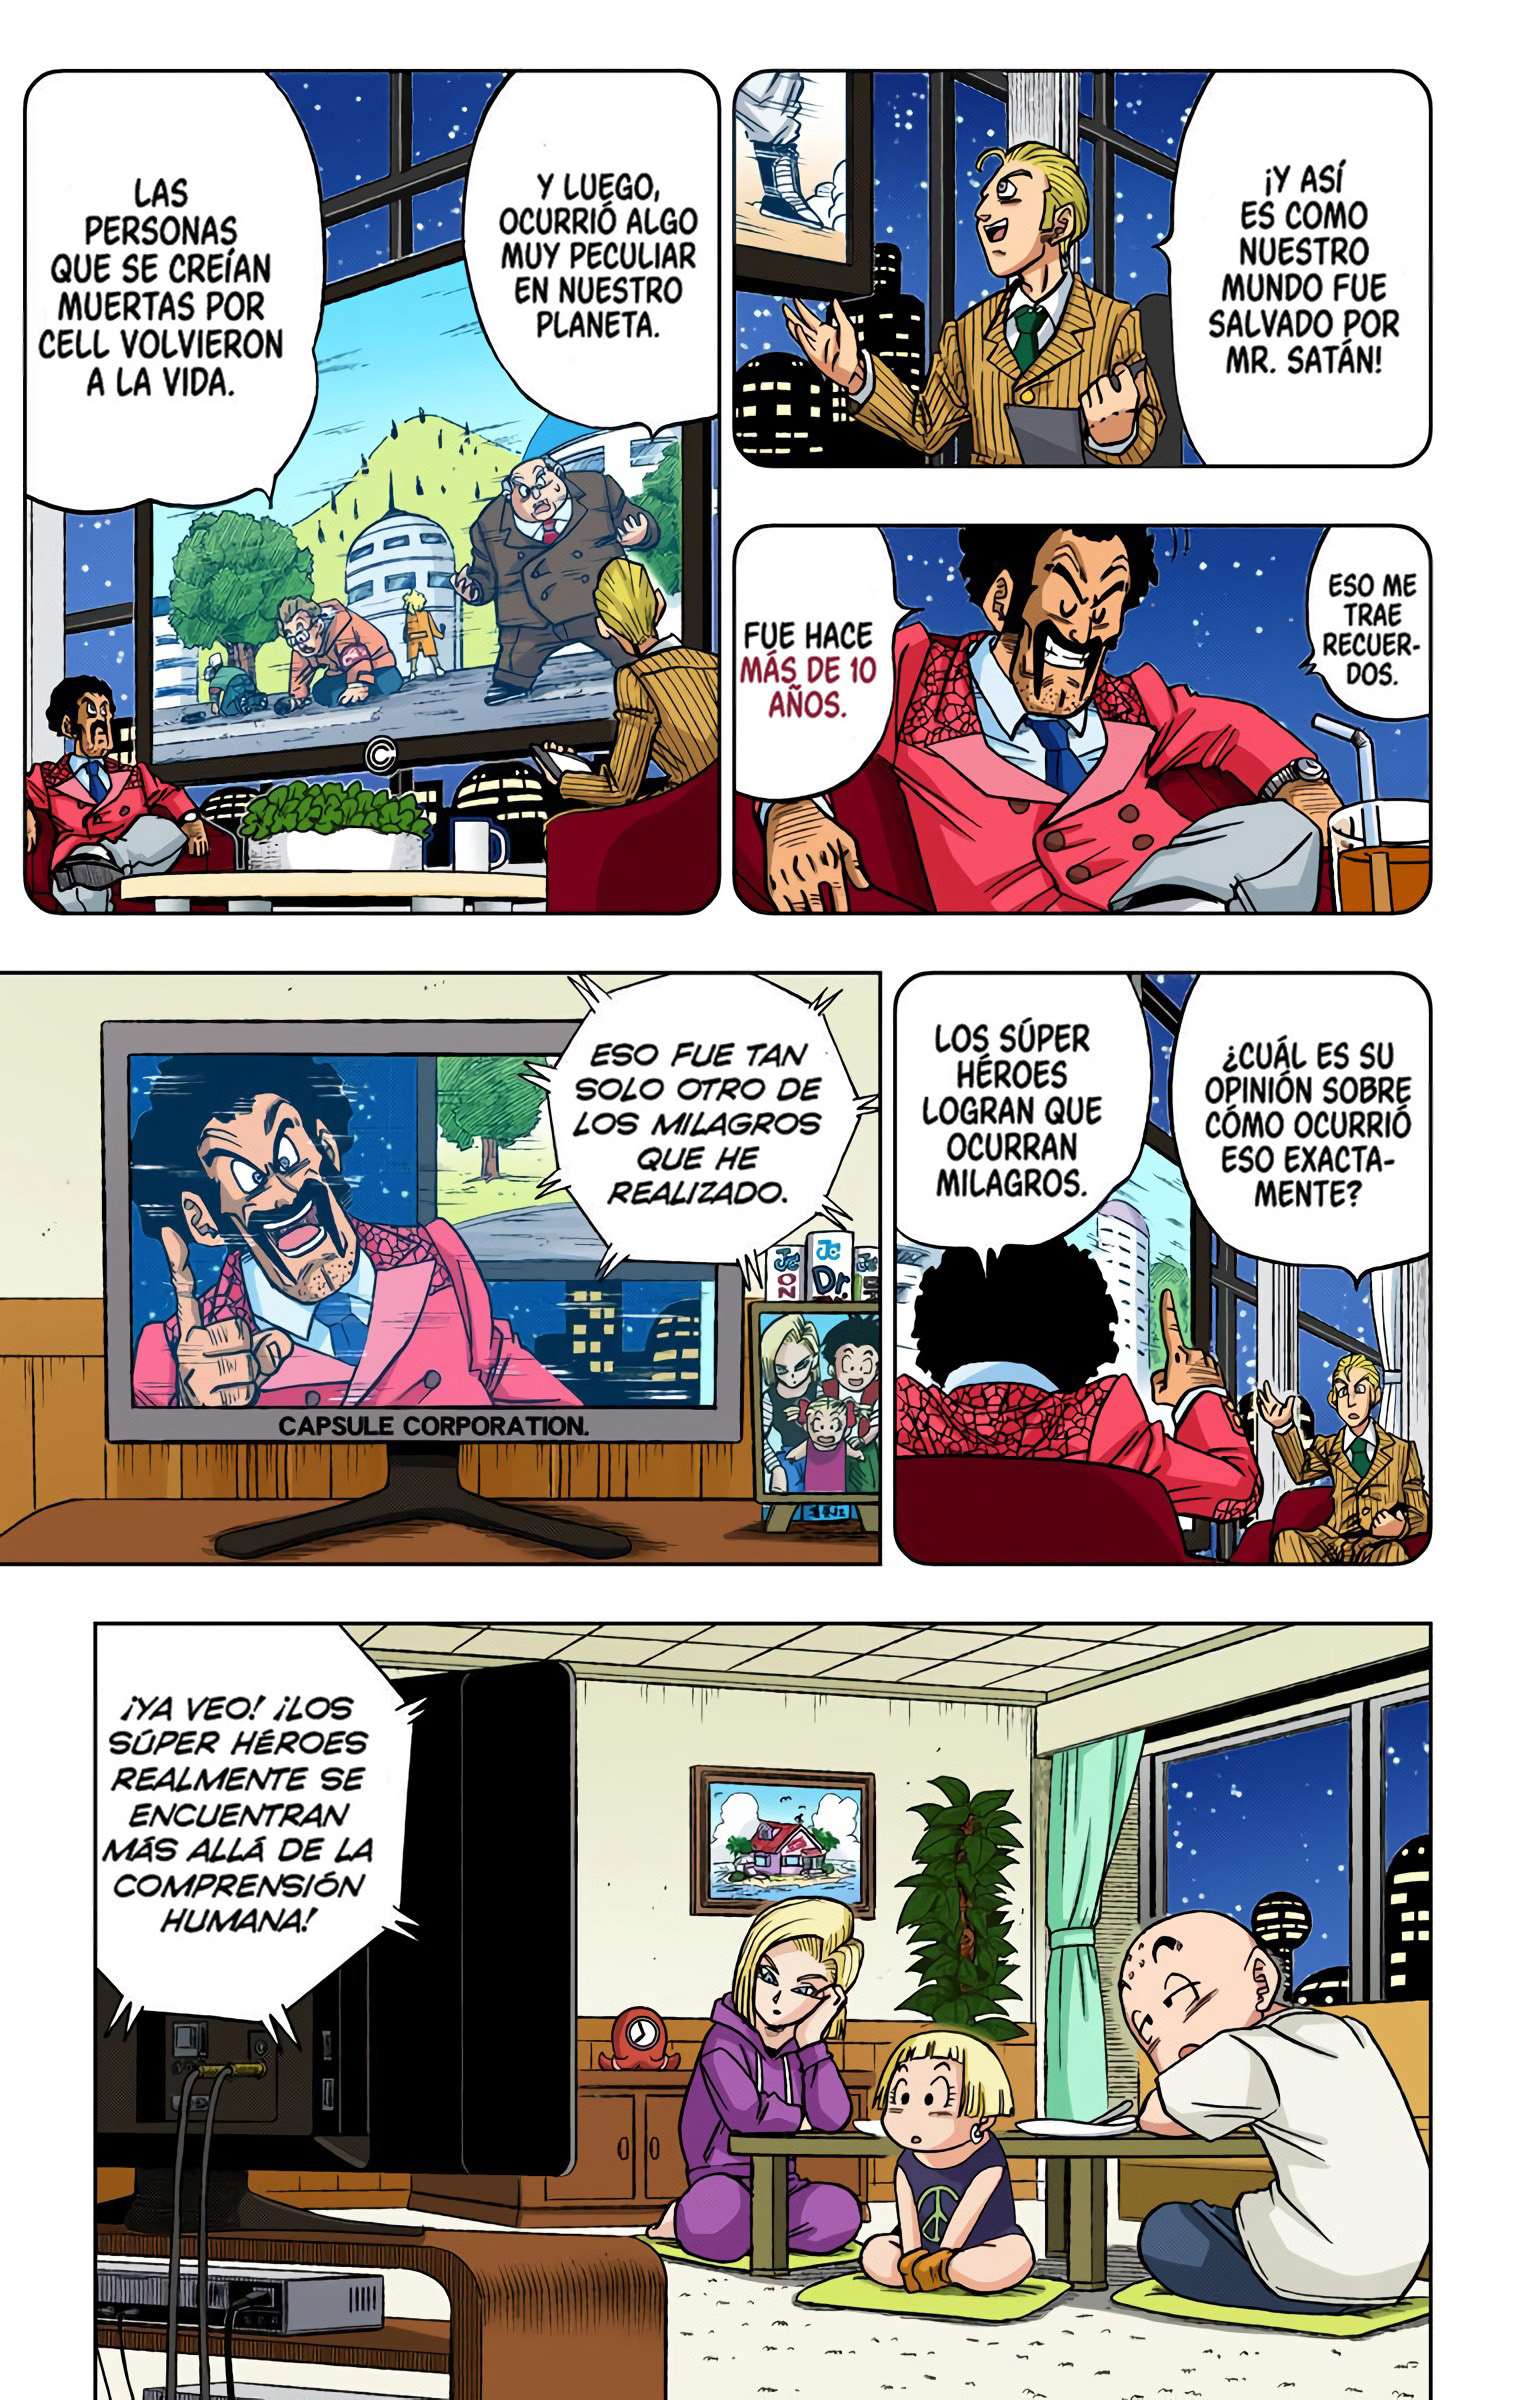 ¡Y ASÍ
ES COMO
NUESTRO
MUNDO FUE
SALVADO POR
MR. SATÁN!
ESO ME
TRAE
RECUER-
DOS.
FUE HACE
MÁS DE 10
AÑOS.
Y LUEGO,
OCURRIÓ ALGO
MUY PECULIAR
EN NUESTRO
PLANETA.
LAS
PERSONAS
QUE SE CREÍAN
MUERTAS POR
CELL VOLVIERON
A LA VIDA.
¿CUÁL ES SU
OPINIÓN SOBRE
CÓMO OCURRIÓ
ESO EXACTA-
MENTE?
LOS SÚPER
HÉROES
LOGRAN QUE
OCURRAN
MILAGROS.
ESO FUE TAN
SOLO OTRO DE
LOS MILAGROS
QUE HE
REALIZADO.
Dr.
CAPSULE CORPORATION.
¡YA VEO! ¡LOS
SÚPER HÉROES
REALMENTE SE
ENCUENTRAN
MÁS ALLÁ DE LA
COMPRENSIÓN
HUMANA!